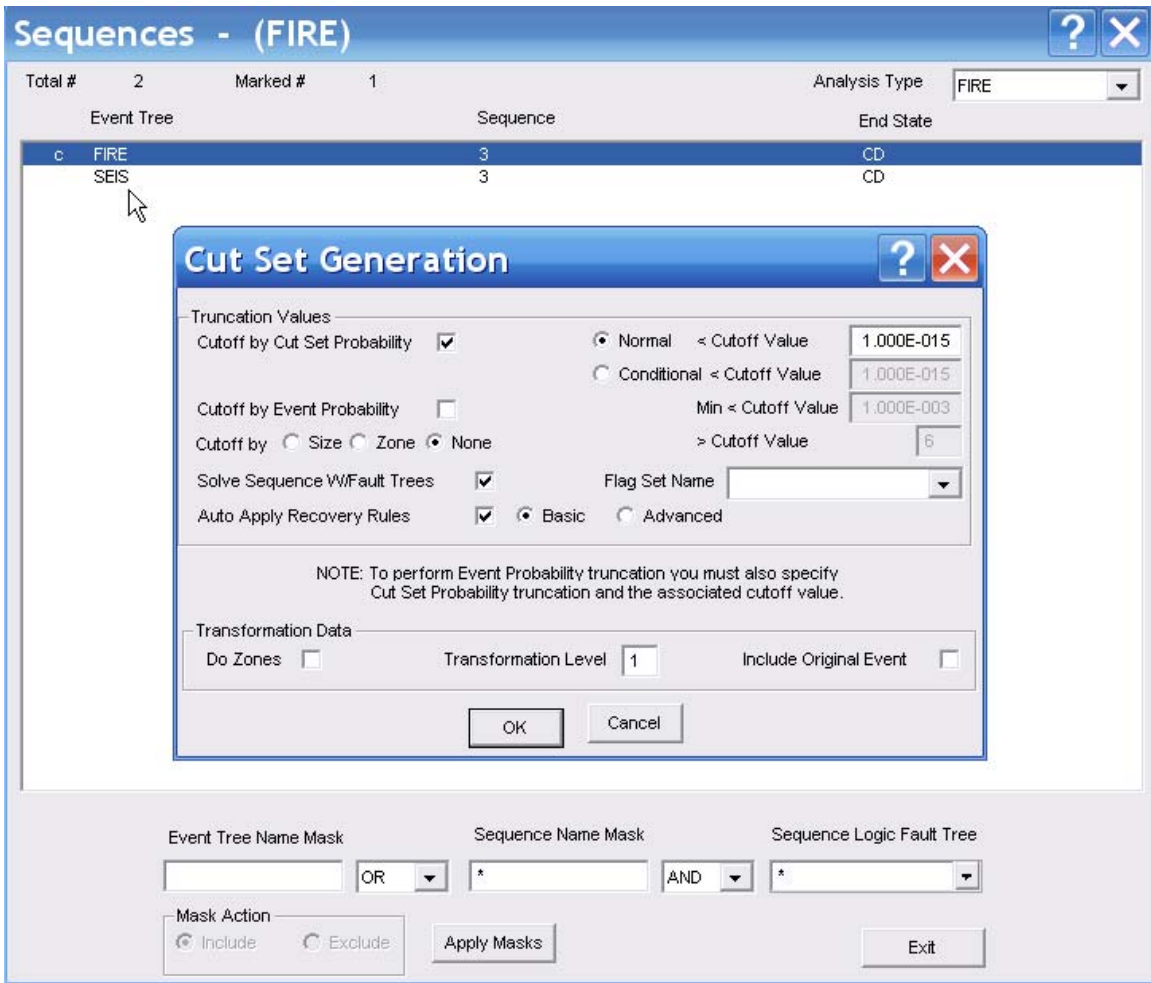 Sequences - (FIRE) ? X
Total # 2 Marked # 1 Analysis Type FIRE
Event Tree Sequence End State
c FIRE 3 CD
SEIS 3 CD
Cut Set Generation ? X
Truncation Values
Cutoff by Cut Set Probability Normal < Cutoff Value 1.000E-015
Conditional < Cutoff Value 1.000E-015
Cutoff by Event Probability Min < Cutoff Value 1.000E-003
Cutoff by Size Zone None > Cutoff Value 6
Solve Sequence W/Fault Trees Flag Set Name
Auto Apply Recovery Rules Basic Advanced
NOTE: To perform Event Probability truncation you must also specify
Cut Set Probability truncation and the associated cutoff value.
Transformation Data
Do Zones Transformation Level 1 Include Original Event
OK Cancel
Event Tree Name Mask Sequence Name Mask Sequence Logic Fault Tree
OR * AND *
Mask Action
Include Exclude Apply Masks Exit